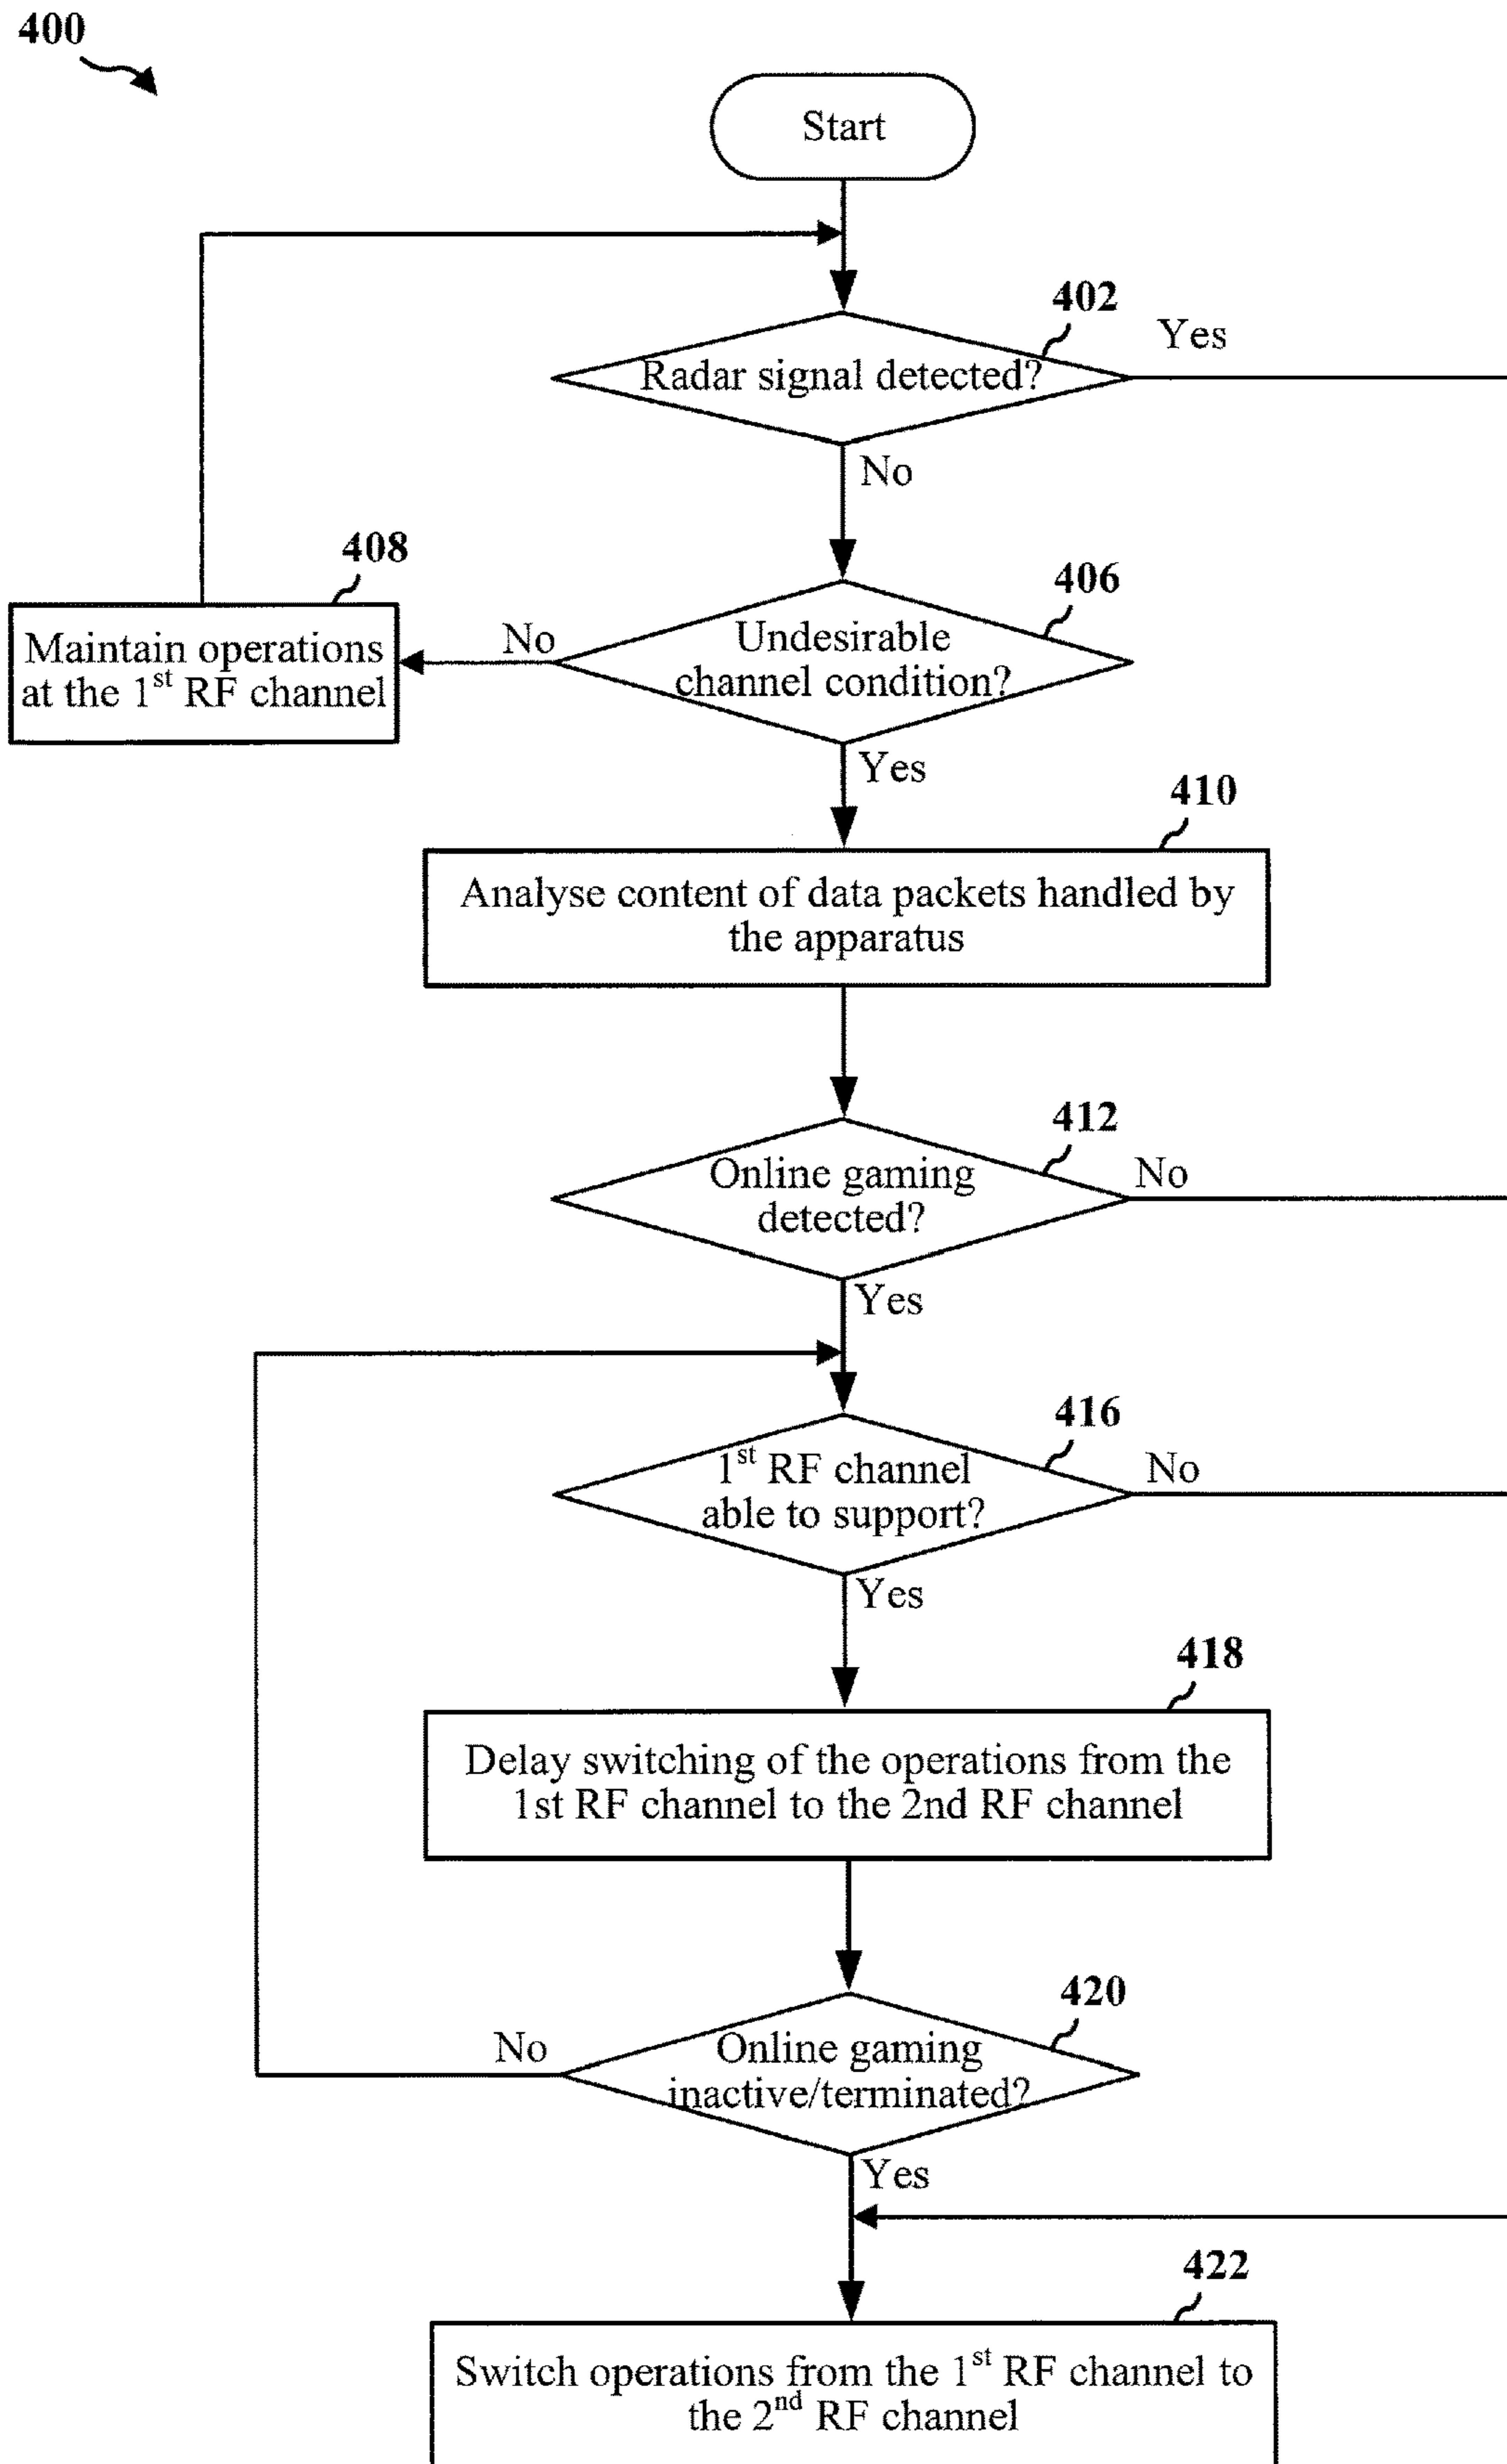 400
Start
402
Radar signal detected?
Yes
No
408
406
Maintain operations
at the 1st RF channel
No
Undesirable
channel condition?
Yes
410
Analyse content of data packets handled by
the apparatus
412
Online gaming
detected?
No
Yes
416
1st RF channel
able to support?
No
Yes
418
Delay switching of the operations from the
1st RF channel to the 2nd RF channel
420
No
Online gaming
inactive/terminated?
Yes
422
Switch operations from the 1st RF channel to
the 2nd RF channel